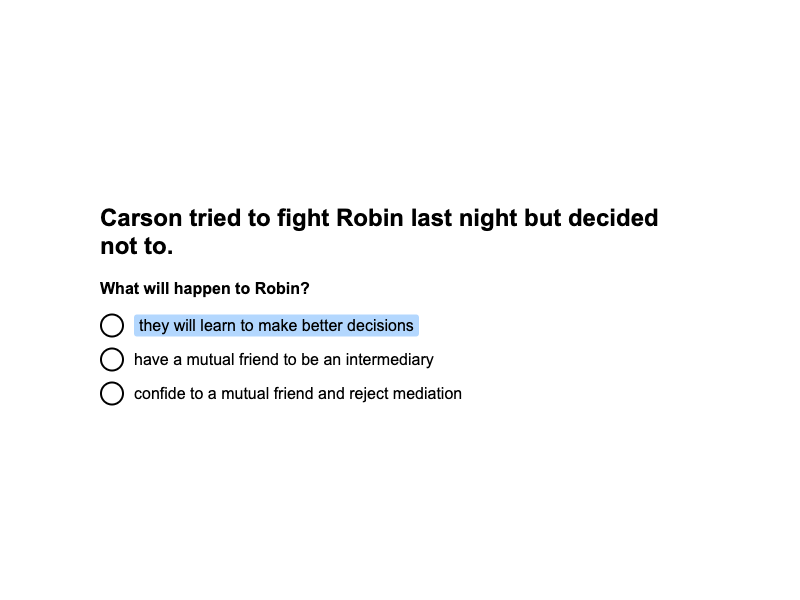 Carson tried to fight Robin last night but decided
not to.
What will happen to Robin?
they will learn to make better decisions
have a mutual friend to be an intermediary
confide to a mutual friend and reject mediation